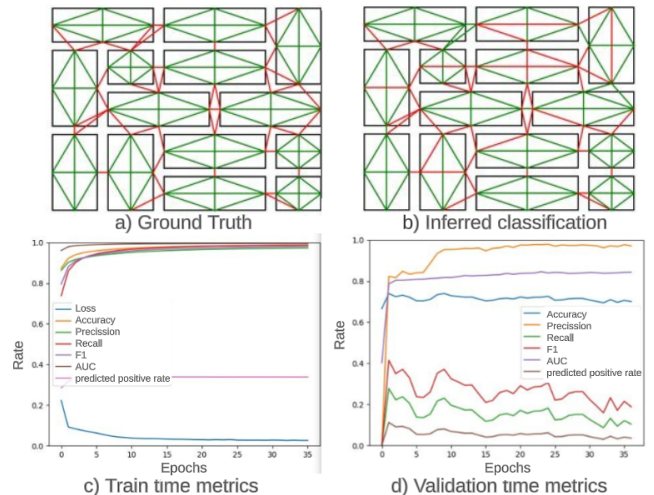 a) Ground Truth
b) Inferred classification
1.0
0.8
0.6
0.4
0.2
0.0
Rate
Loss
Accuracy
Precission
Recall
F1
AUC
predicted positive rate
0
5
10
15
20
25
30
35
Epochs
c) Train time metrics
1.0
0.8
0.6
0.4
0.2
0.0
Rate
Accuracy
Precission
Recall
F1
AUC
predicted positive rate
0
5
10
15
20
25
30
35
Epochs
d) Validation time metrics